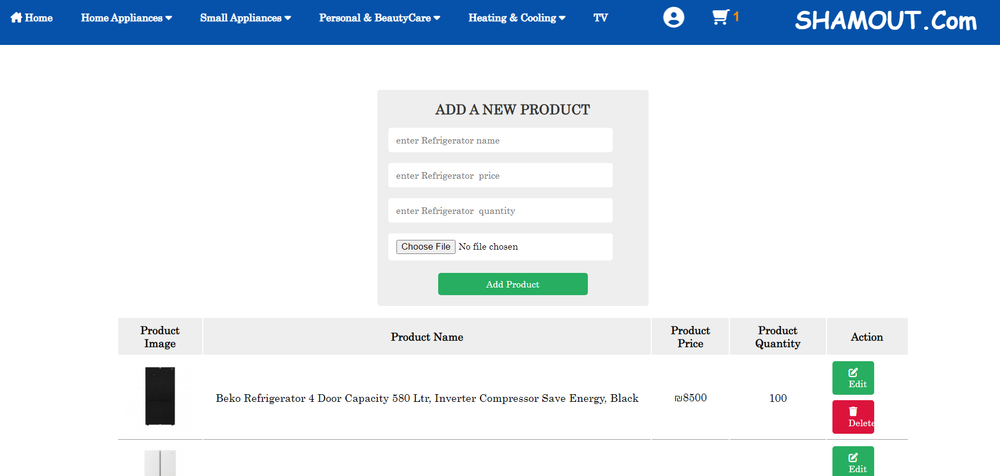 Home Home Appliances Small Appliances Personal & BeautyCare Heating & Cooling TV 1 SHAMOUT.Com
ADD A NEW PRODUCT
enter Refrigerator name
enter Refrigerator  price
enter Refrigerator  quantity
Choose File No file chosen
Add Product
Product Image Product Name Product Price Product Quantity Action
Beko Refrigerator 4 Door Capacity 580 Ltr, Inverter Compressor Save Energy, Black ₪8500 100
Edit
Delete
Edit